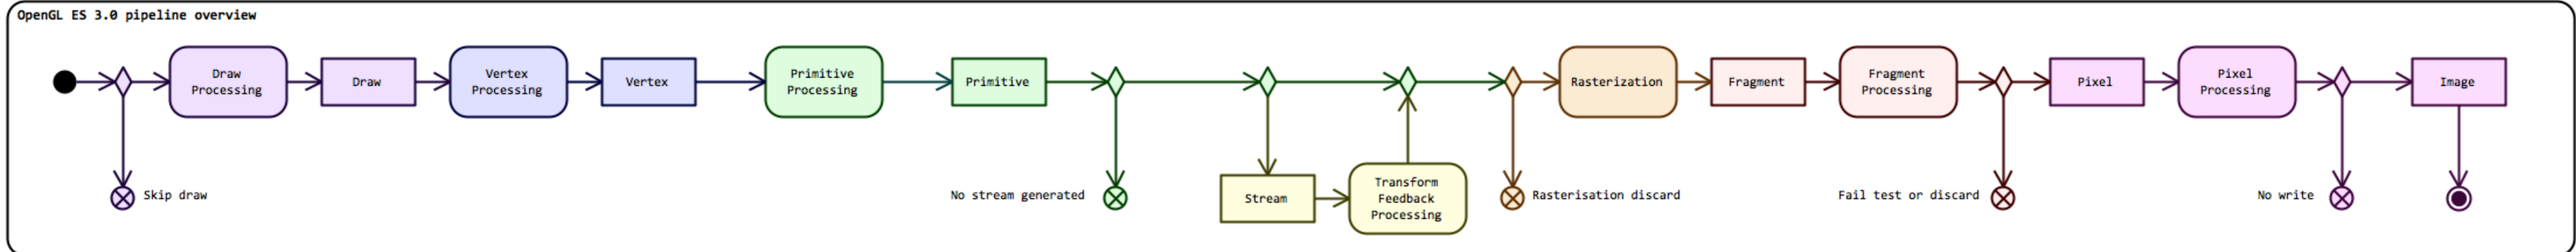 OpenGL ES 3.0 pipeline overview
Draw
Processing
Draw
Vertex
Processing
Vertex
Primitive
Processing
Primitive
Rasterization
Fragment
Fragment
Processing
Pixel
Pixel
Processing
Image
Skip draw
No stream generated
Stream
Transform
Feedback
Processing
Rasterisation discard
Fail test or discard
No write